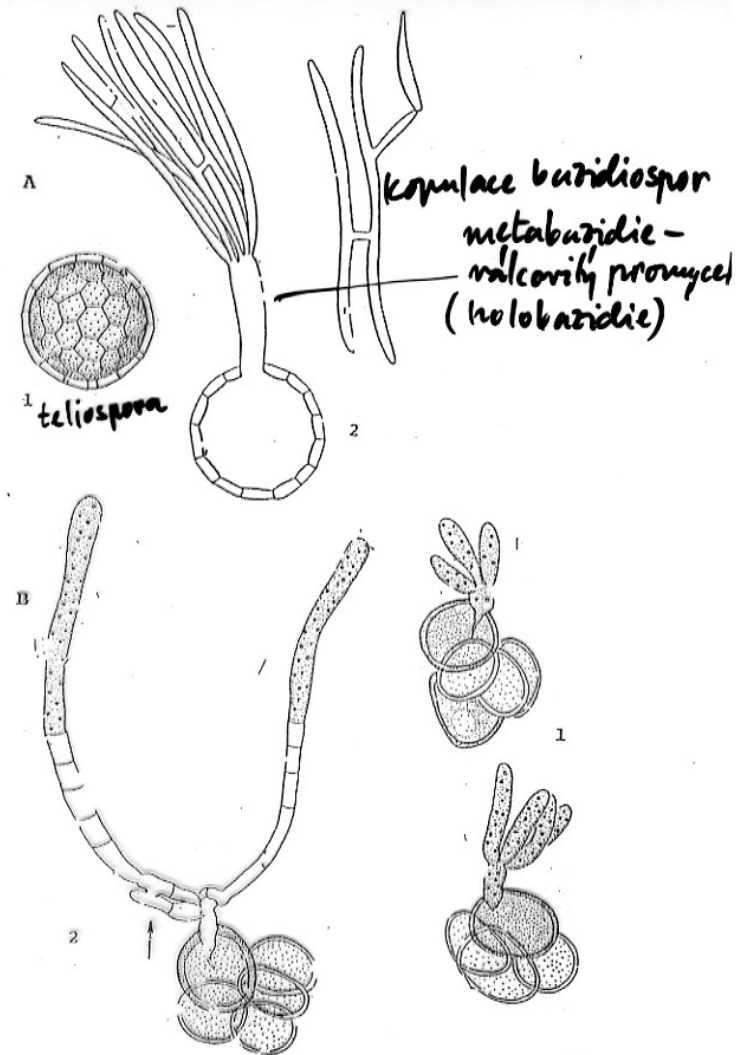 A
kopulace bazidiospor
metabazidie -
válcovitý promycel
(holobazidie)
1
teliospora
2
B
1
2